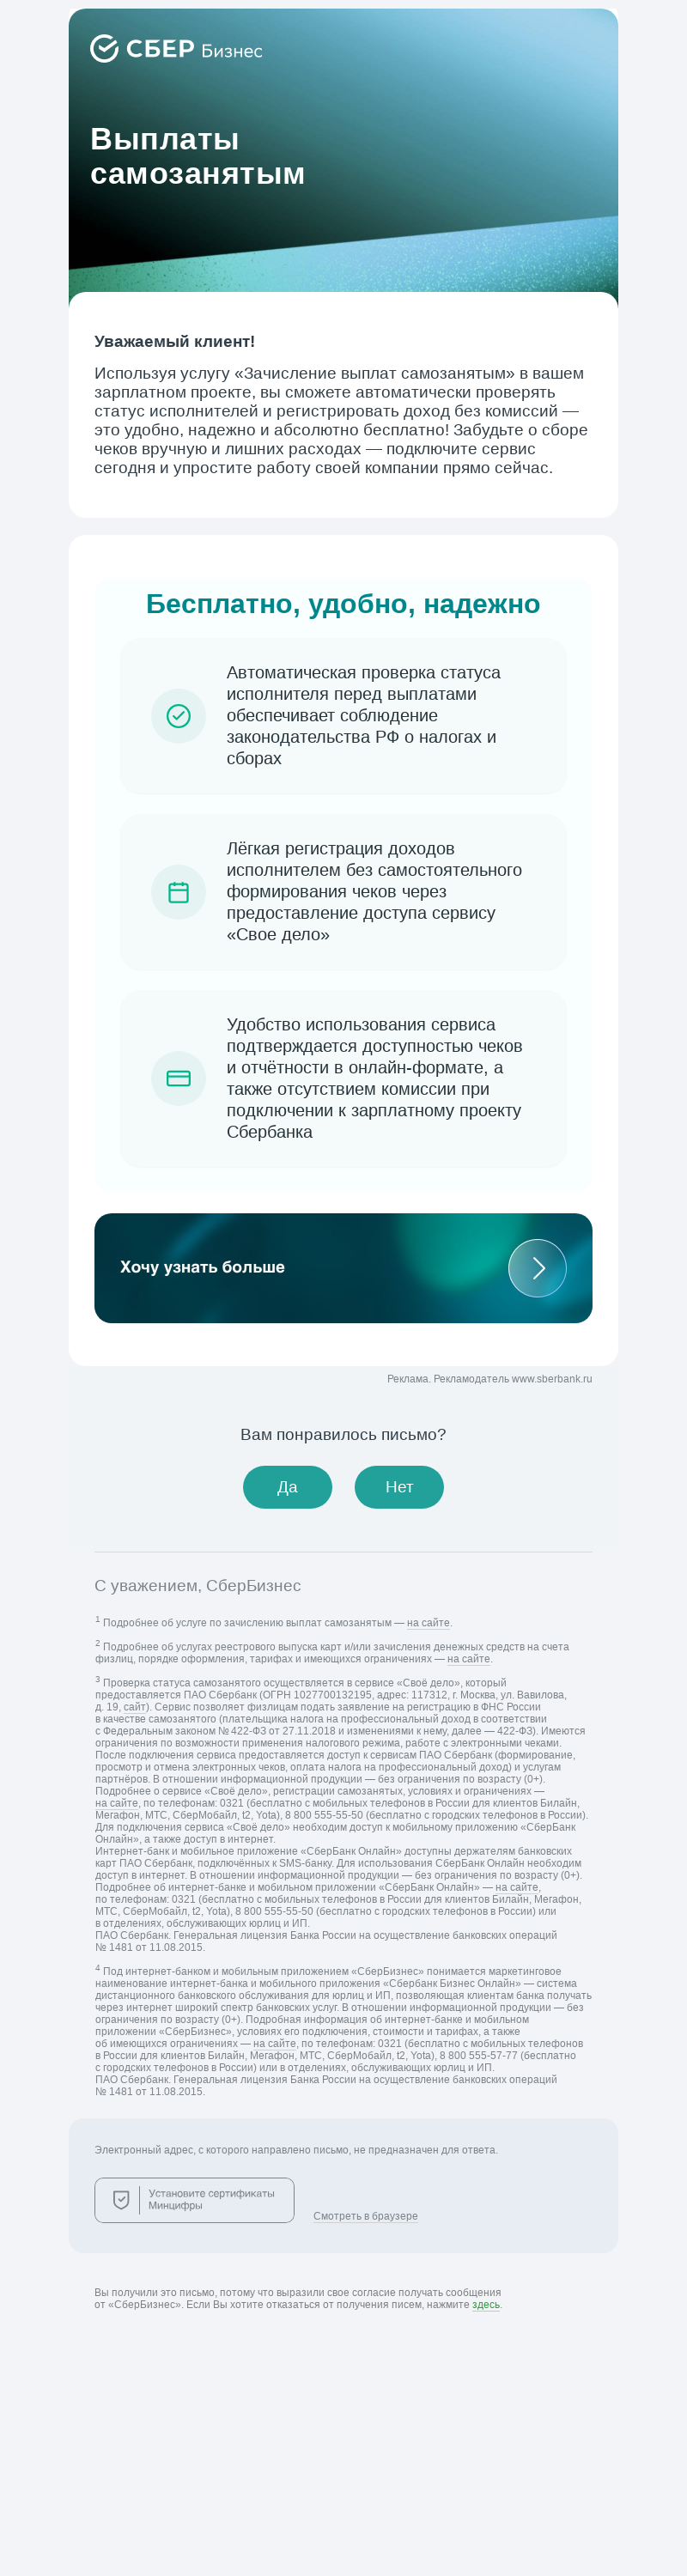 СБЕР Бизнес
Выплаты
самозанятым
Уважаемый клиент!
Используя услугу «Зачисление выплат самозанятым» в вашем
зарплатном проекте, вы сможете автоматически проверять
статус исполнителей и регистрировать доход без комиссий —
это удобно, надежно и абсолютно бесплатно! Забудьте о сборе
чеков вручную и лишних расходах — подключите сервис
сегодня и упростите работу своей компании прямо сейчас.
Бесплатно, удобно, надежно
Автоматическая проверка статуса
исполнителя перед выплатами
обеспечивает соблюдение
законодательства РФ о налогах и
сборах
Лёгкая регистрация доходов
исполнителем без самостоятельного
формирования чеков через
предоставление доступа сервису
«Свое дело»
Удобство использования сервиса
подтверждается доступностью чеков
и отчётности в онлайн-формате, а
также отсутствием комиссии при
подключении к зарплатному проекту
Сбербанка
Хочу узнать больше
Реклама. Рекламодатель www.sberbank.ru
Вам понравилось письмо?
Да Нет
С уважением, СберБизнес
1 Подробнее об услуге по зачислению выплат самозанятым — на сайте.
2 Подробнее об услугах реестрового выпуска карт и/или зачисления денежных средств на счета
физлиц, порядке оформления, тарифах и имеющихся ограничениях — на сайте.
3 Проверка статуса самозанятого осуществляется в сервисе «Своё дело», который
предоставляется ПАО Сбербанк (ОГРН 1027700132195, адрес: 117312, г. Москва, ул. Вавилова,
д. 19, сайт). Сервис позволяет физлицам подать заявление на регистрацию в ФНС России
в качестве самозанятого (плательщика налога на профессиональный доход в соответствии
с Федеральным законом № 422-ФЗ от 27.11.2018 и изменениями к нему, далее — 422-ФЗ). Имеются
ограничения по возможности применения налогового режима, работе с электронными чеками.
После подключения сервиса предоставляется доступ к сервисам ПАО Сбербанк (формирование,
просмотр и отмена электронных чеков, оплата налога на профессиональный доход) и услугам
партнёров. В отношении информационной продукции — без ограничения по возрасту (0+).
Подробнее о сервисе «Своё дело», регистрации самозанятых, условиях и ограничениях —
на сайте, по телефонам: 0321 (бесплатно с мобильных телефонов в России для клиентов Билайн,
Мегафон, МТС, СберМобайл, t2, Yota), 8 800 555-55-50 (бесплатно с городских телефонов в России).
Для подключения сервиса «Своё дело» необходим доступ к мобильному приложению «СберБанк
Онлайн», а также доступ в интернет.
Интернет-банк и мобильное приложение «СберБанк Онлайн» доступны держателям банковских
карт ПАО Сбербанк, подключённых к SMS-банку. Для использования СберБанк Онлайн необходим
доступ в интернет. В отношении информационной продукции — без ограничения по возрасту (0+).
Подробнее об интернет-банке и мобильном приложении «СберБанк Онлайн» — на сайте,
по телефонам: 0321 (бесплатно с мобильных телефонов в России для клиентов Билайн, Мегафон,
МТС, СберМобайл, t2, Yota), 8 800 555-55-50 (бесплатно с городских телефонов в России) или
в отделениях, обслуживающих юрлиц и ИП.
ПАО Сбербанк. Генеральная лицензия Банка России на осуществление банковских операций
№ 1481 от 11.08.2015.
4 Под интернет-банком и мобильным приложением «СберБизнес» понимается маркетинговое
наименование интернет-банка и мобильного приложения «Сбербанк Бизнес Онлайн» — система
дистанционного банковского обслуживания для юрлиц и ИП, позволяющая клиентам банка получать
через интернет широкий спектр банковских услуг. В отношении информационной продукции — без
ограничения по возрасту (0+). Подробная информация об интернет-банке и мобильном
приложении «СберБизнес», условиях его подключения, стоимости и тарифах, а также
об имеющихся ограничениях — на сайте, по телефонам: 0321 (бесплатно с мобильных телефонов
в России для клиентов Билайн, Мегафон, МТС, СберМобайл, t2, Yota), 8 800 555-57-77 (бесплатно
с городских телефонов в России) или в отделениях, обслуживающих юрлиц и ИП.
ПАО Сбербанк. Генеральная лицензия Банка России на осуществление банковских операций
№ 1481 от 11.08.2015.
Электронный адрес, с которого направлено письмо, не предназначен для ответа.
Установите сертификаты
Минцифры
Смотреть в браузере
Вы получили это письмо, потому что выразили свое согласие получать сообщения
от «СберБизнес». Если Вы хотите отказаться от получения писем, нажмите здесь.